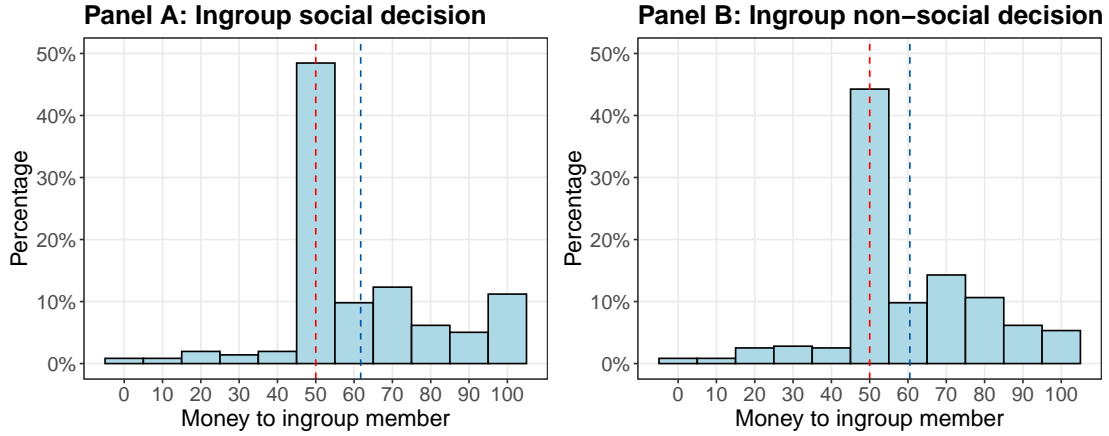 Panel A: Ingroup social decision
50%
40%
30%
20%
10%
0%
Percentage
0 10 20 30 40 50 60 70 80 90 100
Money to ingroup member
Panel B: Ingroup non−social decision
50%
40%
30%
20%
10%
0%
Percentage
0 10 20 30 40 50 60 70 80 90 100
Money to ingroup member